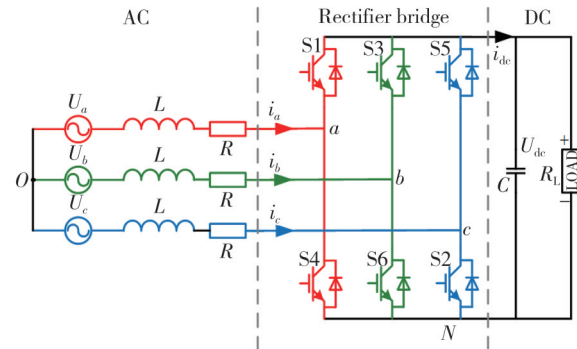 AC
Rectifier bridge
DC
S1
S3
S5
i_dc
U_a
L
R
i_a
a
U_b
L
R
i_b
b
O
U_c
L
R
i_c
c
U_dc
C
+
R_L
LOAD
−
S4
S6
S2
N